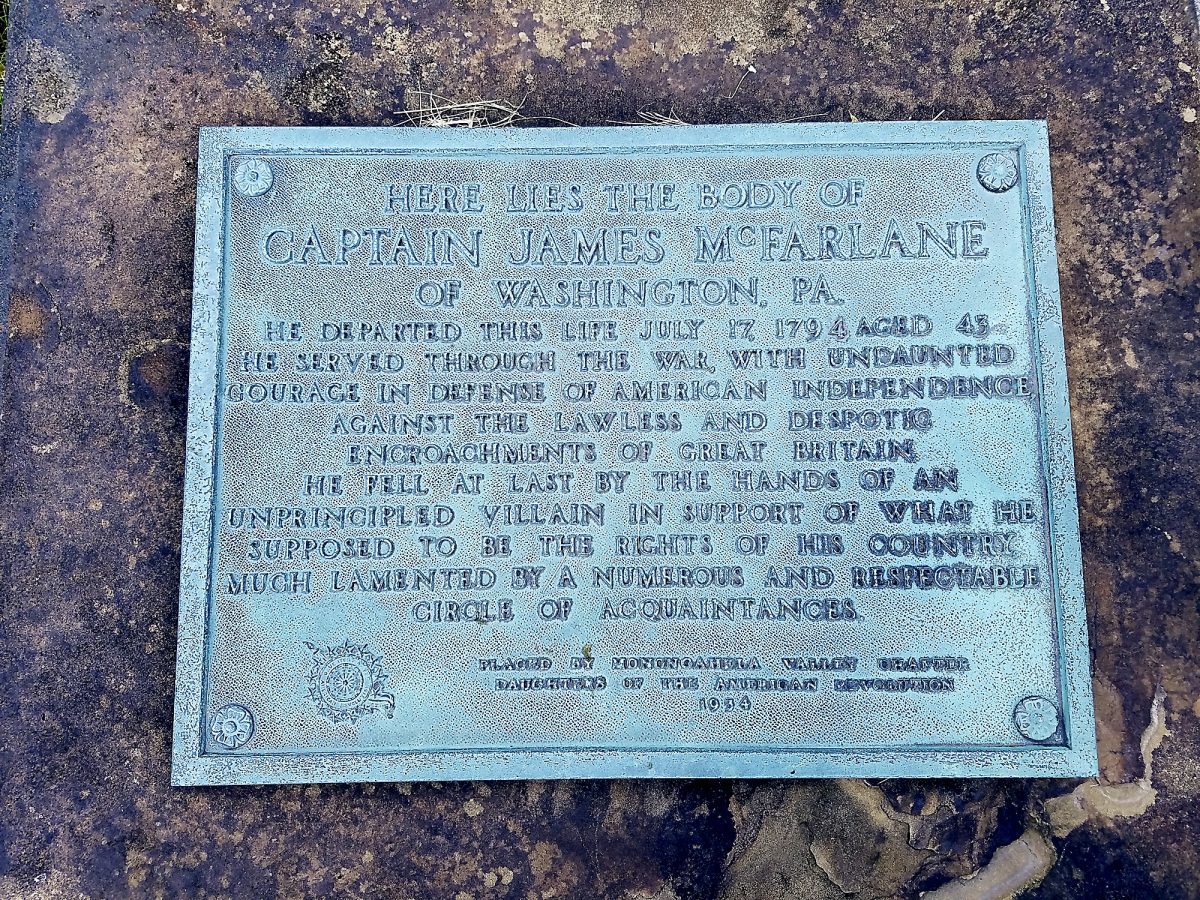 HERE LIES THE BODY OF
CAPTAIN JAMES McFARLANE
OF WASHINGTON, PA.
HE DEPARTED THIS LIFE JULY 17, 1794 AGED 43
HE SERVED THROUGH THE WAR, WITH UNDAUNTED
COURAGE IN DEFENSE OF AMERICAN INDEPENDENCE
AGAINST THE LAWLESS AND DESPOTIC
ENCROACHMENTS OF GREAT BRITAIN.
HE FELL AT LAST BY THE HANDS OF AN
UNPRINCIPLED VILLAIN IN SUPPORT OF WHAT HE
SUPPOSED TO BE THE RIGHTS OF HIS COUNTRY
MUCH LAMENTED BY A NUMEROUS AND RESPECTABLE
CIRCLE OF ACQUAINTANCES.
PLACED BY MONONGAHELA VALLEY CHAPTER
DAUGHTERS OF THE AMERICAN REVOLUTION
1934